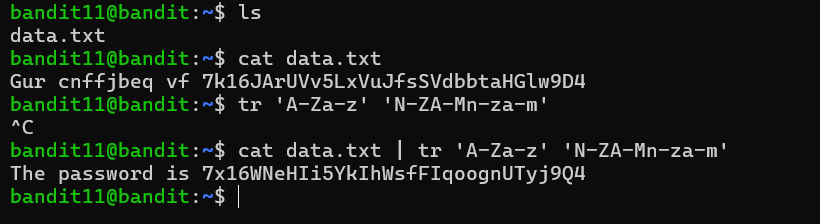 bandit11@bandit:~$ ls
data.txt
bandit11@bandit:~$ cat data.txt
Gur cnffjbeq vf 7k16JArUVv5LxVuJfsSVdbbtaHGlw9D4
bandit11@bandit:~$ tr 'A-Za-z' 'N-ZA-Mn-za-m'
^C
bandit11@bandit:~$ cat data.txt | tr 'A-Za-z' 'N-ZA-Mn-za-m'
The password is 7x16WNeHIi5YkIhWsfFIqoognUTyj9Q4
bandit11@bandit:~$